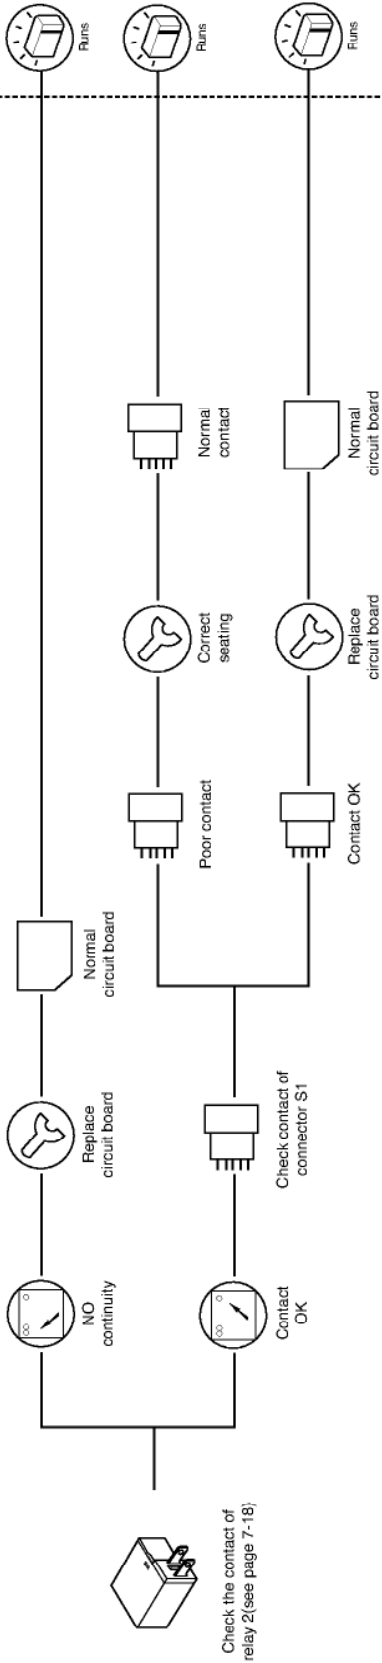 Check the contact of
relay 2(see page 7-18)
NO
continuity
Replace
circuit board
Normal
circuit board
Runs
Contact
OK
Check contact of
connector S1
Poor contact
Correct
seating
Normal
contact
Runs
Contact OK
Replace
circuit board
Normal
circuit board
Runs